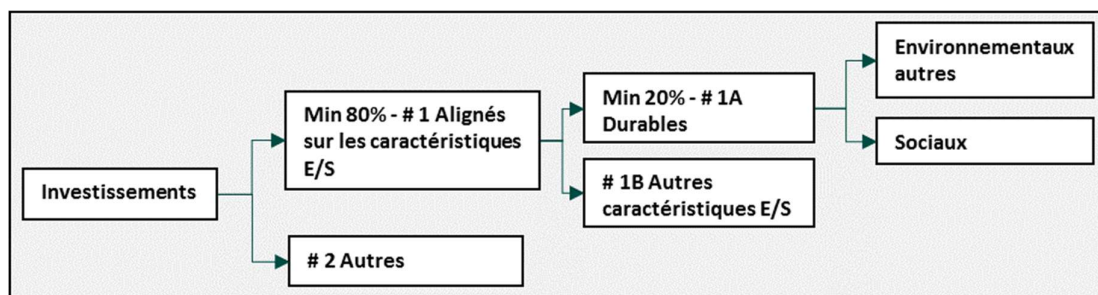 Investissements
Min 80% - # 1 Alignés
sur les caractéristiques
E/S
# 2 Autres
Min 20% - # 1A
Durables
# 1B Autres
caractéristiques E/S
Environnementaux
autres
Sociaux